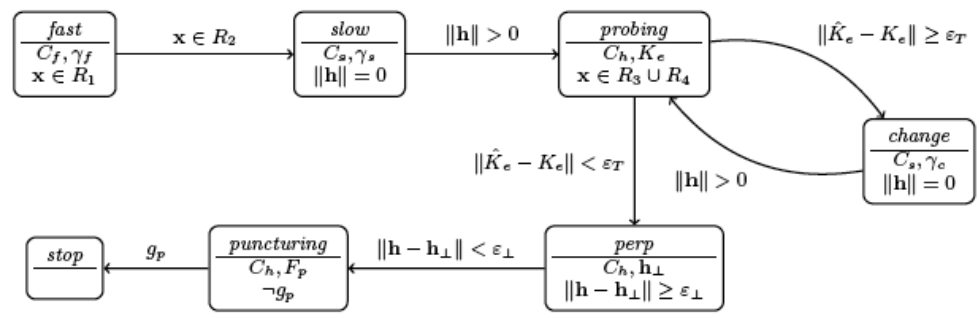 fast
C_f, γ_f
x ∈ R_1
x ∈ R_2
slow
C_s, γ_s
‖h‖ = 0
‖h‖ > 0
probing
C_h, K_e
x ∈ R_3 ∪ R_4
‖K̂_e − K_e‖ ≥ ε_T
change
C_s, γ_c
‖h‖ = 0
‖h‖ > 0
‖K̂_e − K_e‖ < ε_T
perp
C_h, h_⊥
‖h − h_⊥‖ ≥ ε_⊥
‖h − h_⊥‖ < ε_⊥
puncturing
C_h, F_p
¬g_p
g_p
stop